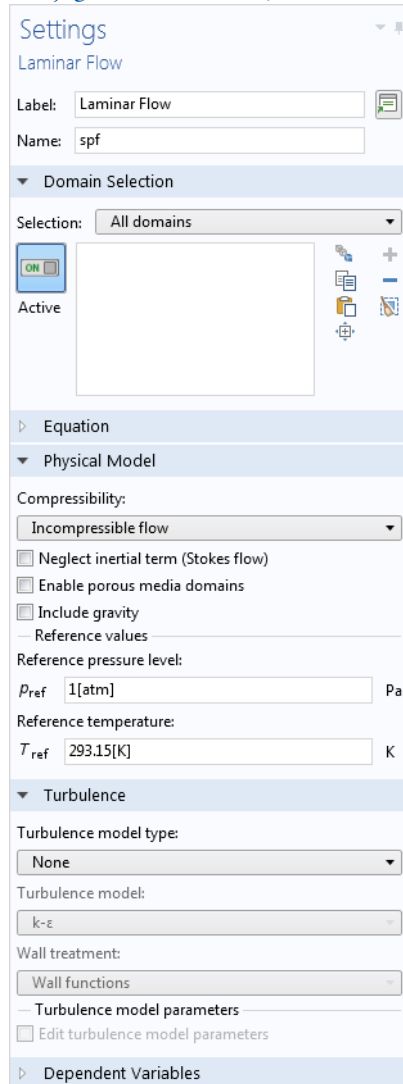 Settings
Laminar Flow
Label: Laminar Flow
Name: spf
Domain Selection
Selection: All domains
ON
Active
Equation
Physical Model
Compressibility:
Incompressible flow
Neglect inertial term (Stokes flow)
Enable porous media domains
Include gravity
Reference values
Reference pressure level:
pref 1[atm] Pa
Reference temperature:
Tref 293.15[K] K
Turbulence
Turbulence model type:
None
Turbulence model:
k-ε
Wall treatment:
Wall functions
Turbulence model parameters
Edit turbulence model parameters
Dependent Variables